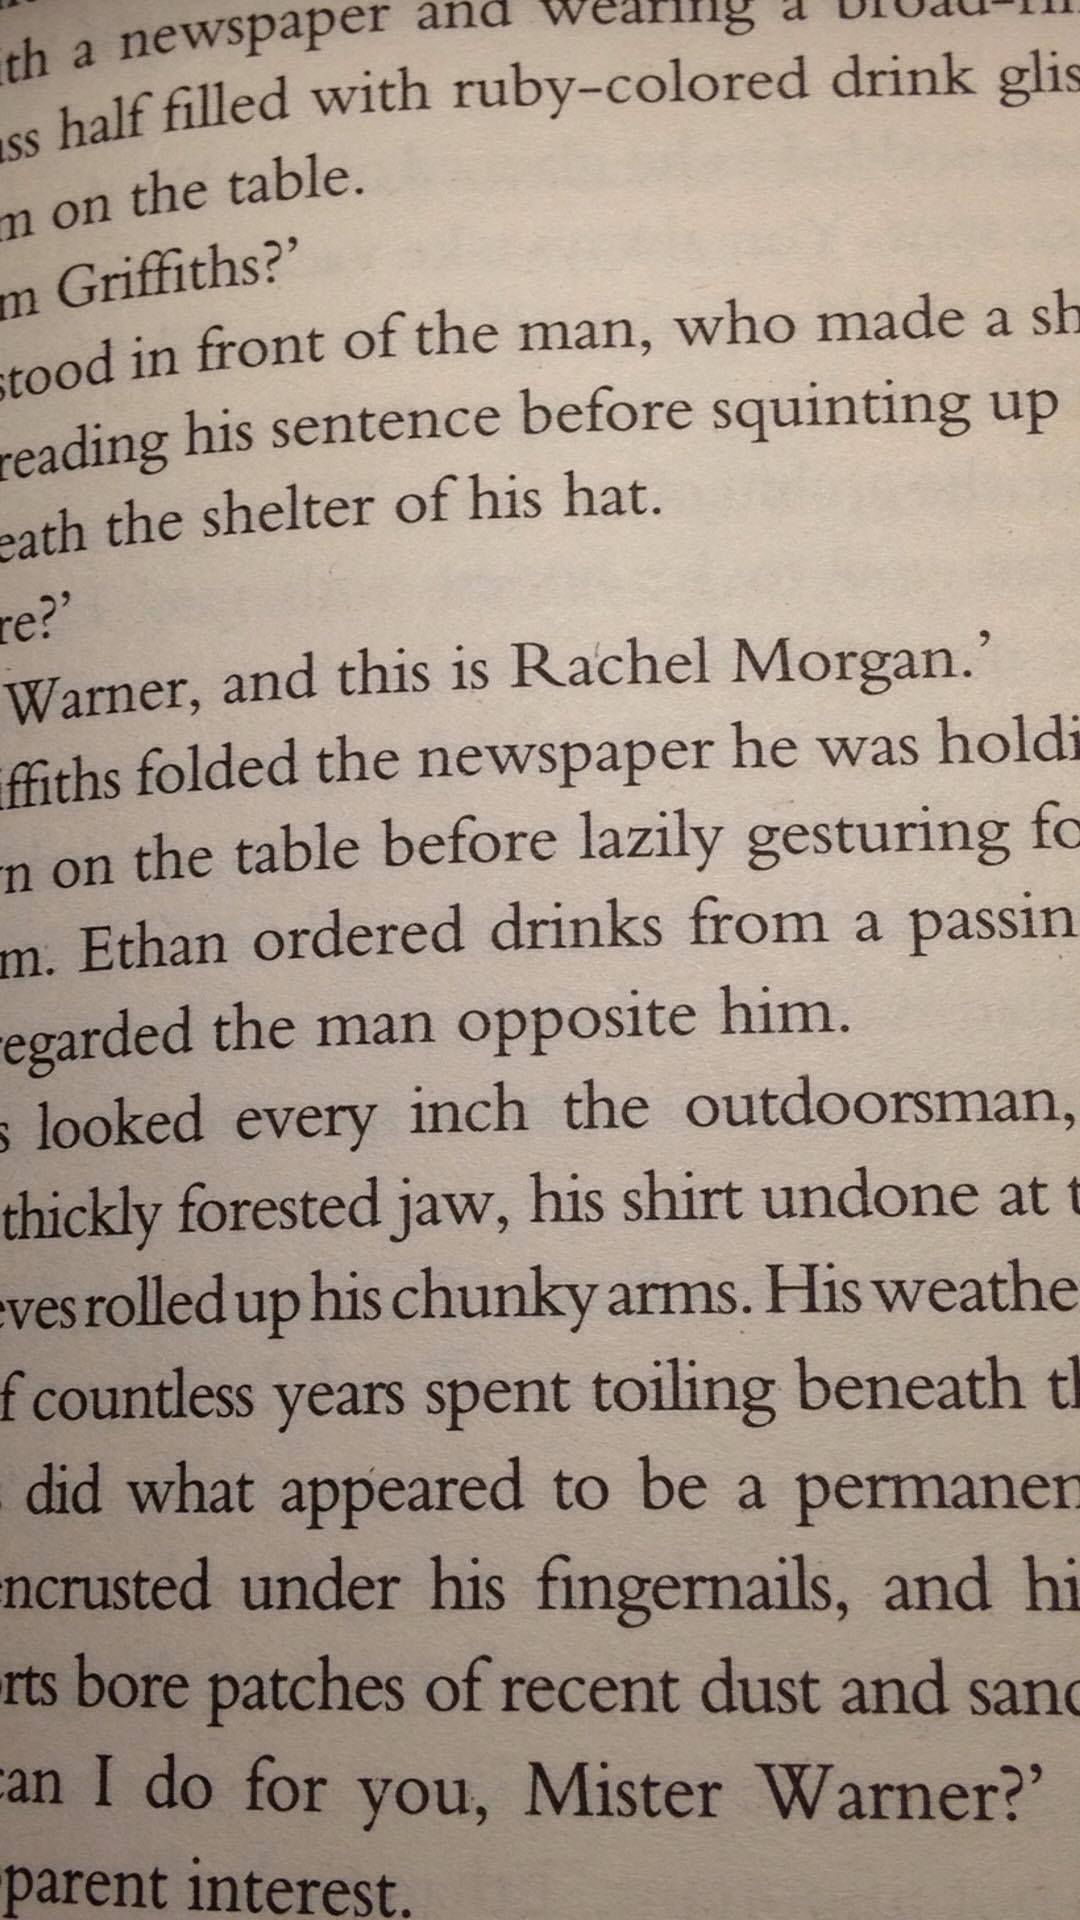 th a newspaper and wearing a broad-ri
ss half filled with ruby-colored drink glis
m on the table.
m Griffiths?’
stood in front of the man, who made a sh
reading his sentence before squinting up
eath the shelter of his hat.
re?’
Warner, and this is Rachel Morgan.’
ffiths folded the newspaper he was holdi
n on the table before lazily gesturing fo
m. Ethan ordered drinks from a passin
egarded the man opposite him.
s looked every inch the outdoorsman,
thickly forested jaw, his shirt undone at t
ves rolled up his chunky arms. His weathe
f countless years spent toiling beneath th
did what appeared to be a permanen
ncrusted under his fingernails, and hi
rts bore patches of recent dust and sand
an I do for you, Mister Warner?’
parent interest.